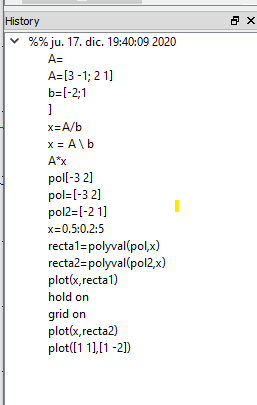 History
%% ju. 17. dic. 19:40:09 2020
A=
A=[3 -1; 2 1]
b=[-2;1
]
x=A/b
x = A \ b
A*x
pol[-3 2]
pol=[-3 2]
pol2=[-2 1]
x=0.5:0.2:5
recta1=polyval(pol,x)
recta2=polyval(pol2,x)
plot(x,recta1)
hold on
grid on
plot(x,recta2)
plot([1 1],[1 -2])